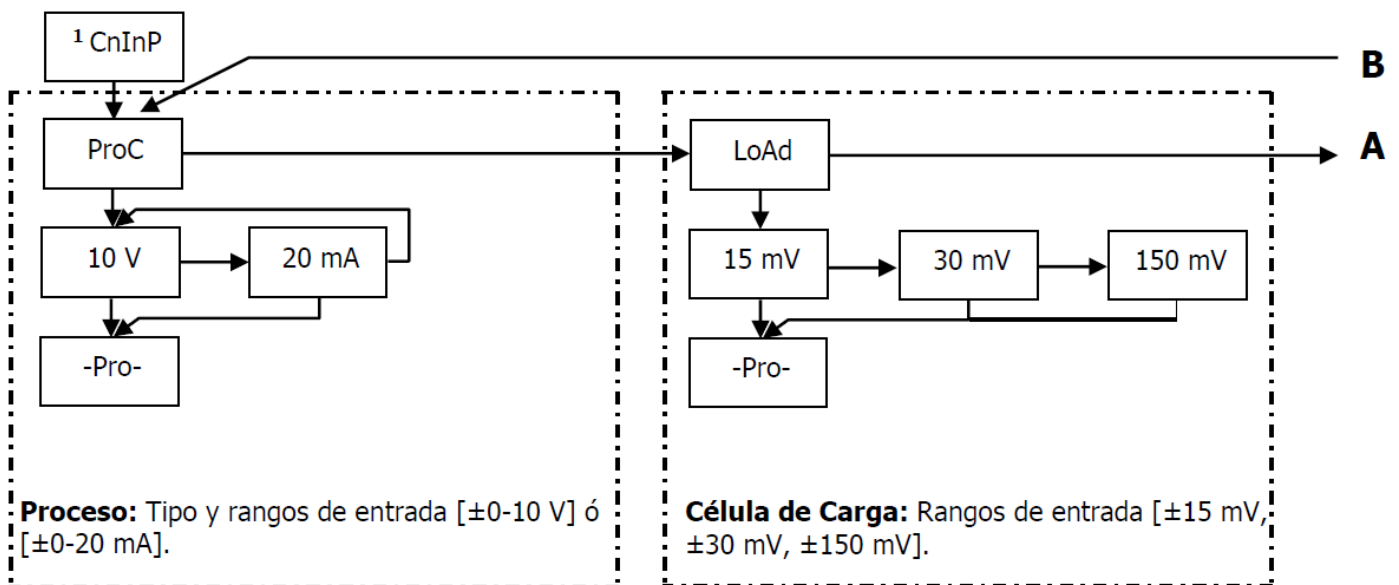 ¹ CnInP
B
ProC
LoAd
A
10 V
20 mA
15 mV
30 mV
150 mV
-Pro-
-Pro-
Proceso: Tipo y rangos de entrada [±0-10 V] ó
[±0-20 mA].
Célula de Carga: Rangos de entrada [±15 mV,
±30 mV, ±150 mV].